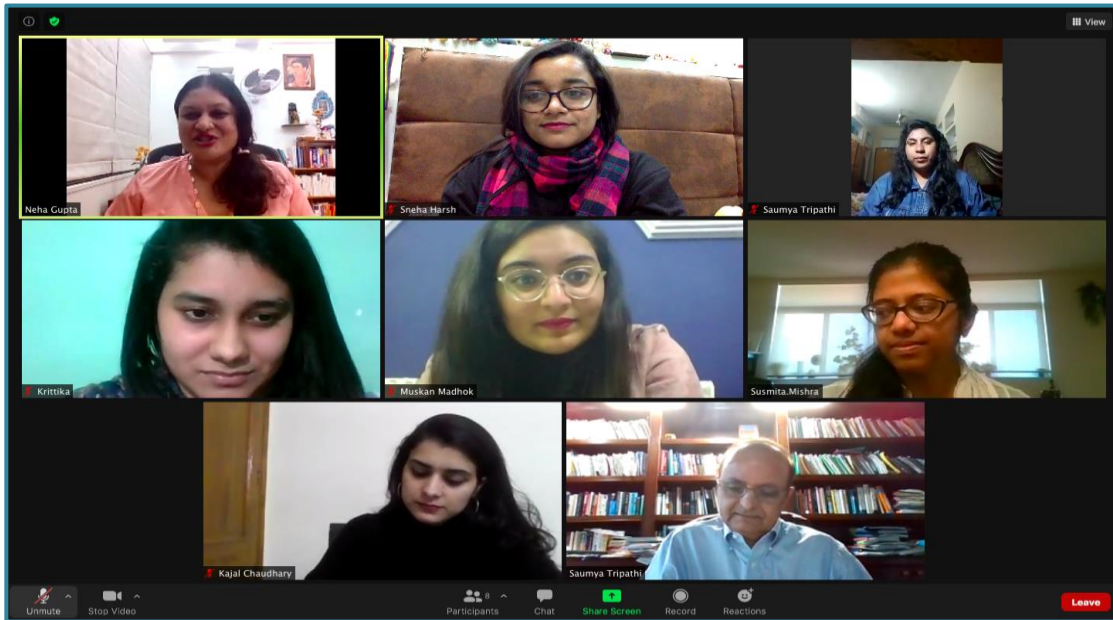 View
Neha Gupta
Sneha Harsh
Saumya Tripathi
Krittika
Muskan Madhok
Susmita.Mishra
Kajal Chaudhary
Saumya Tripathi
Unmute
Stop Video
Participants
8
Chat
Share Screen
Record
Reactions
Leave